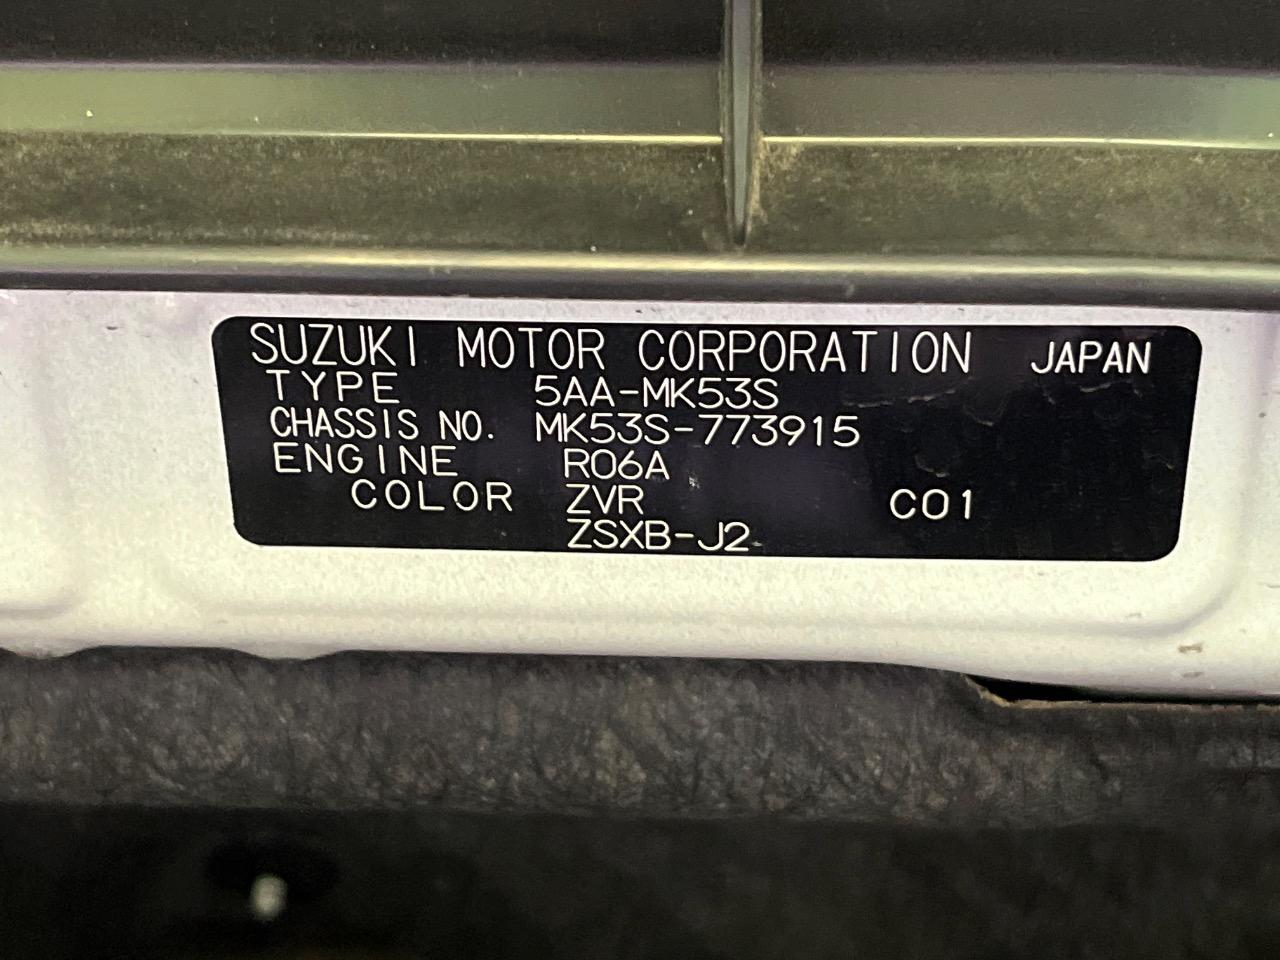 SUZUKI MOTOR CORPORATION JAPAN
TYPE 5AA-MK53S
CHASSIS NO. MK53S-773915
ENGINE R06A
COLOR ZVR C01
ZSXB-J2